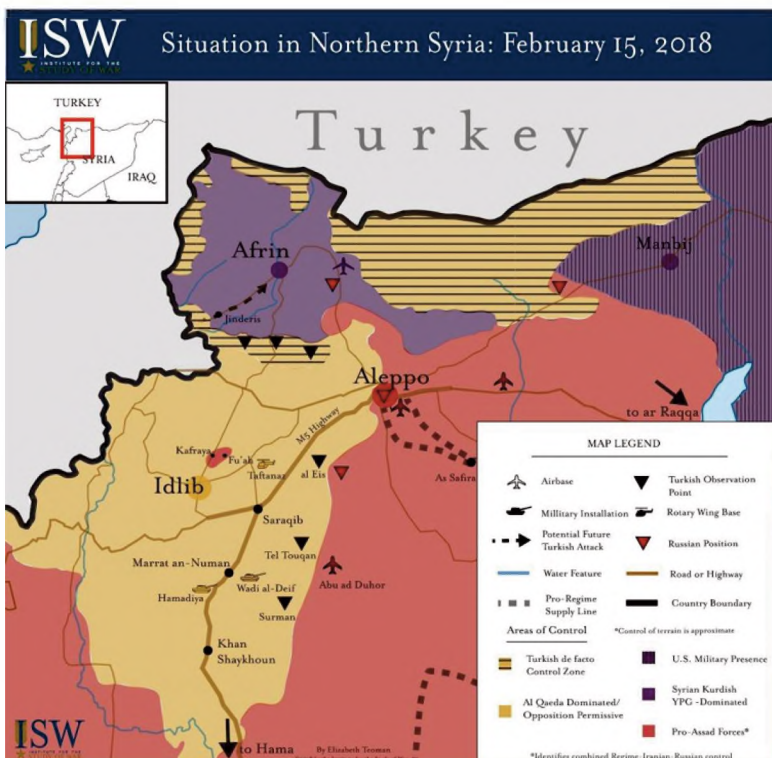 ISW
INSTITUTE FOR THE
STUDY OF WAR
Situation in Northern Syria: February 15, 2018
TURKEY
SYRIA
IRAQ
Turkey
Afrin
Manbij
Jinderis
Aleppo
to ar Raqqa
M5 Highway
Kafraya
Fu'ah
Taftanaz
al Eis
As Safira
Idlib
Saraqib
Tel Touqan
Marrat an-Numan
Abu ad Duhor
Wadi al-Deif
Hamadiya
Surman
Khan
Shaykhoun
to Hama
By Elizabeth Teoman
ISW
MAP LEGEND
Airbase
Turkish Observation
Point
Millitary Installation
Rotary Wing Base
Potential Future
Turkish Attack
Russian Position
Water Feature
Road or Highway
Pro-Regime
Supply Line
Country Boundary
Areas of Control
*Control of terrain is approximate
Turkish de facto
Control Zone
U.S. Military Presence
Syrian Kurdish
YPG -Dominated
Al Qaeda Dominated/
Opposition Permissive
Pro-Assad Forces*
*Identifies combined Regime, Iranian, Russian control